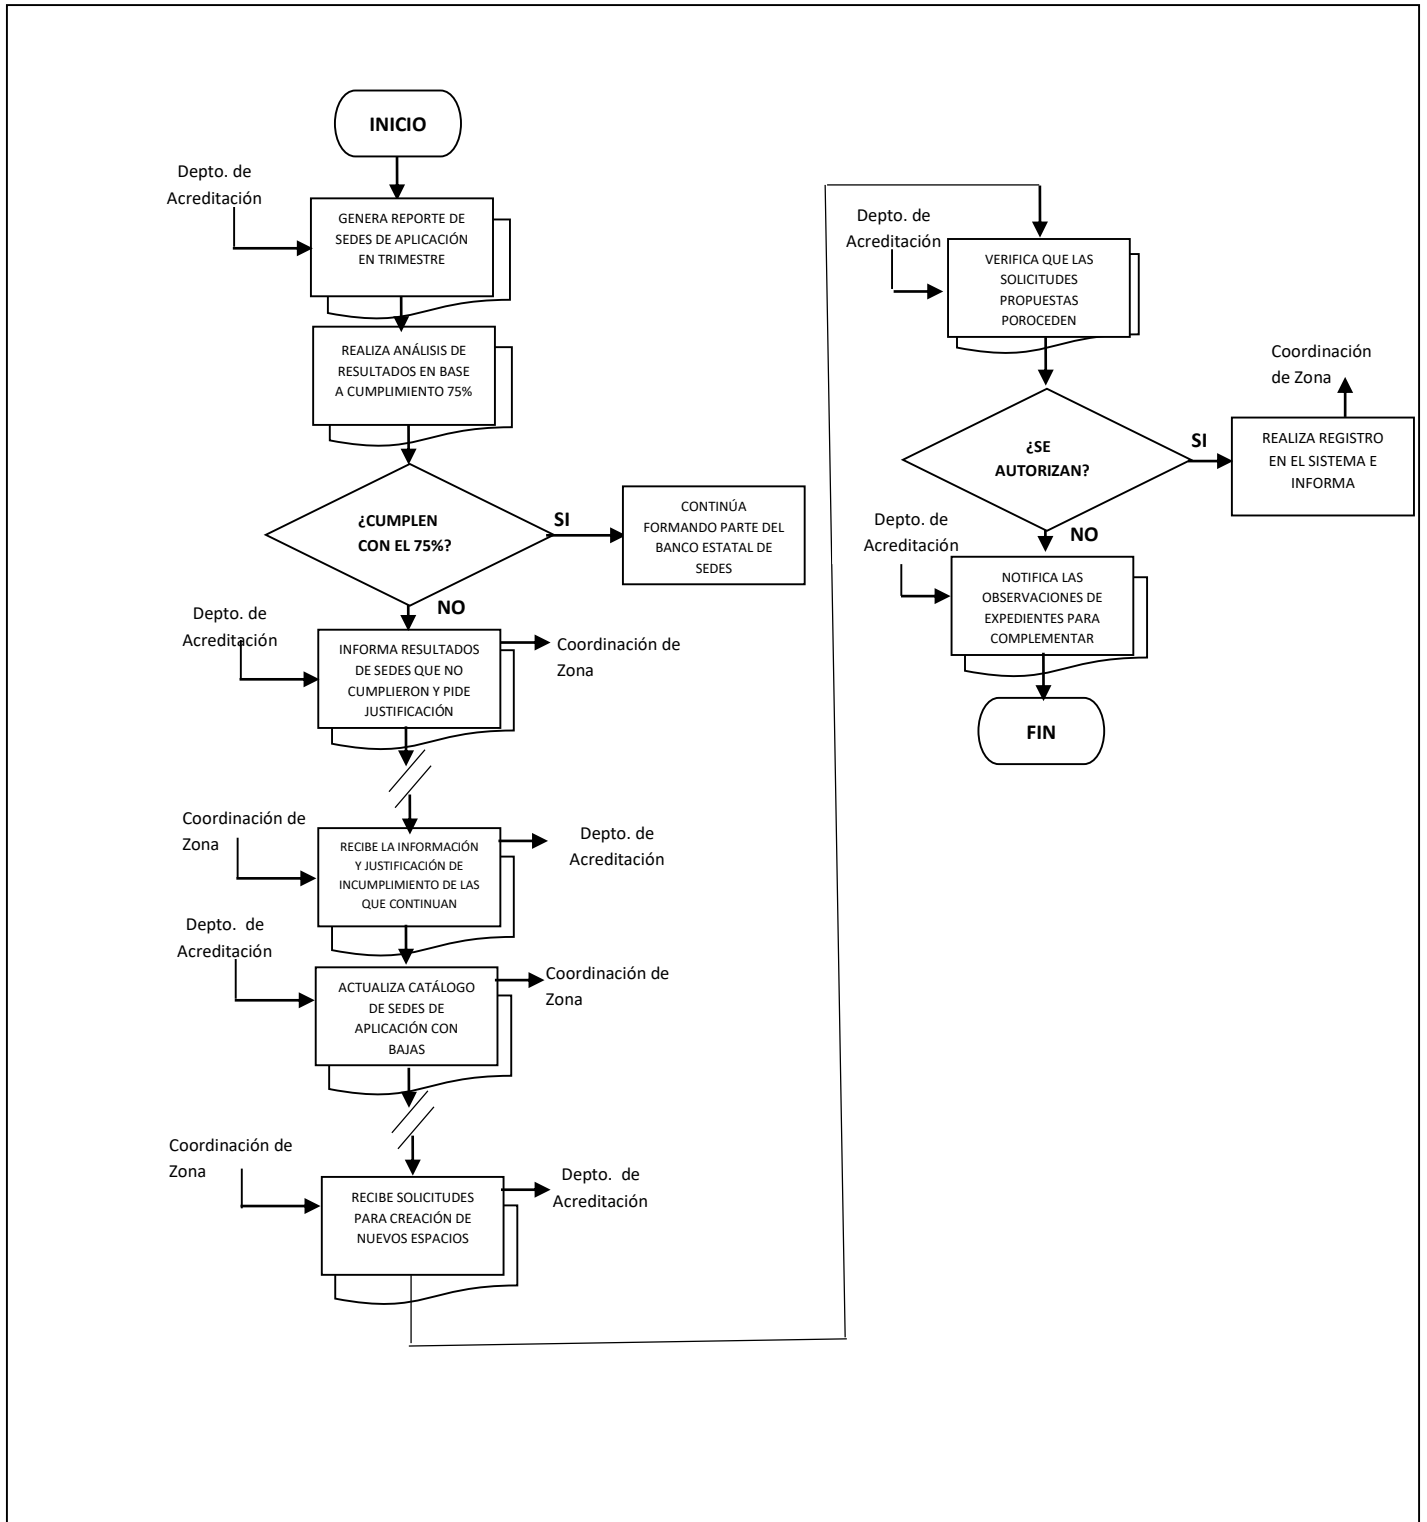 INICIO
Depto. de
Acreditación
GENERA REPORTE DE
SEDES DE APLICACIÓN
EN TRIMESTRE
REALIZA ANÁLISIS DE
RESULTADOS EN BASE
A CUMPLIMIENTO 75%
¿CUMPLEN
CON EL 75%?
SI
CONTINÚA
FORMANDO PARTE DEL
BANCO ESTATAL DE
SEDES
NO
Depto. de
Acreditación
INFORMA RESULTADOS
DE SEDES QUE NO
CUMPLIERON Y PIDE
JUSTIFICACIÓN
Coordinación de
Zona
Coordinación de
Zona
RECIBE LA INFORMACIÓN
Y JUSTIFICACIÓN DE
INCUMPLIMIENTO DE LAS
QUE CONTINUAN
Depto. de
Acreditación
Depto. de
Acreditación
ACTUALIZA CATÁLOGO
DE SEDES DE
APLICACIÓN CON
BAJAS
Coordinación de
Zona
Coordinación de
Zona
RECIBE SOLICITUDES
PARA CREACIÓN DE
NUEVOS ESPACIOS
Depto. de
Acreditación
Depto. de
Acreditación
VERIFICA QUE LAS
SOLICITUDES
PROPUESTAS
POROCEDEN
¿SE
AUTORIZAN?
SI
REALIZA REGISTRO
EN EL SISTEMA E
INFORMA
Coordinación
de Zona
NO
Depto. de
Acreditación
NOTIFICA LAS
OBSERVACIONES DE
EXPEDIENTES PARA
COMPLEMENTAR
FIN